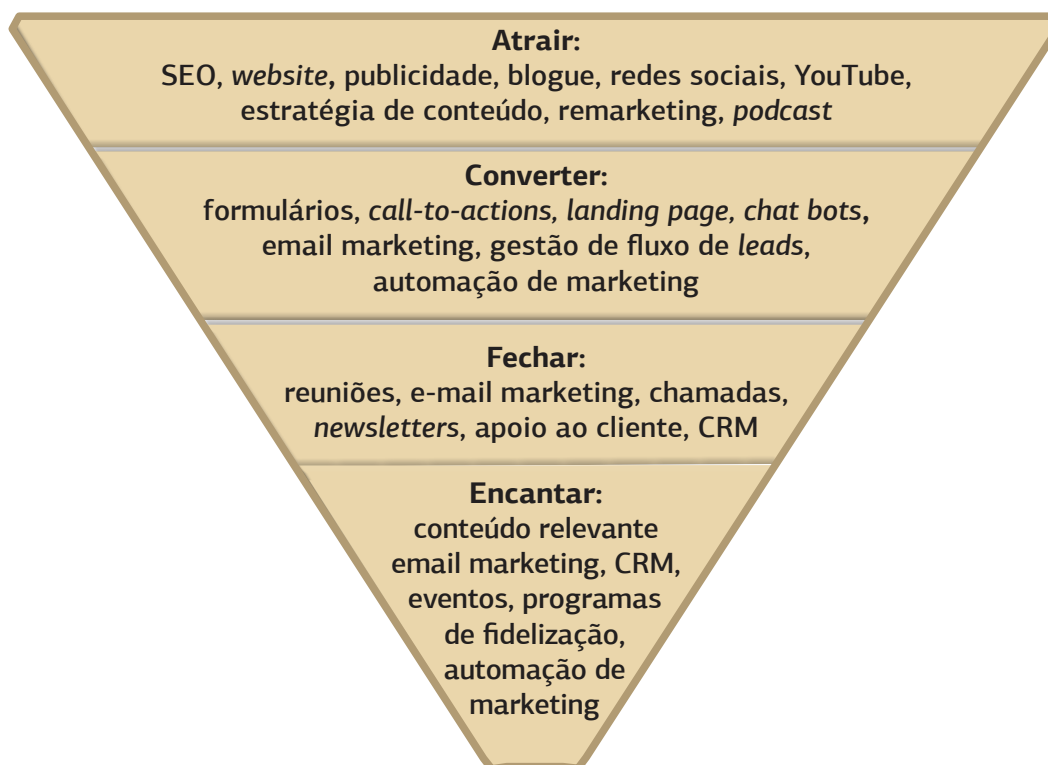 Atrair:
SEO, website, publicidade, blogue, redes sociais, YouTube,
estratégia de conteúdo, remarketing, podcast
Converter:
formulários, call-to-actions, landing page, chat bots,
email marketing, gestão de fluxo de leads,
automação de marketing
Fechar:
reuniões, e-mail marketing, chamadas,
newsletters, apoio ao cliente, CRM
Encantar:
conteúdo relevante
email marketing, CRM,
eventos, programas
de fidelização,
automação de
marketing